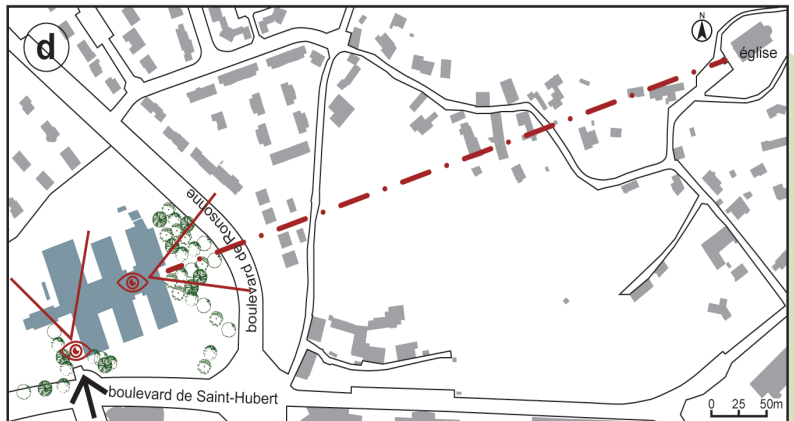 d
N
église
boulevard de Ronsonne
boulevard de Saint-Hubert
0 25 50m